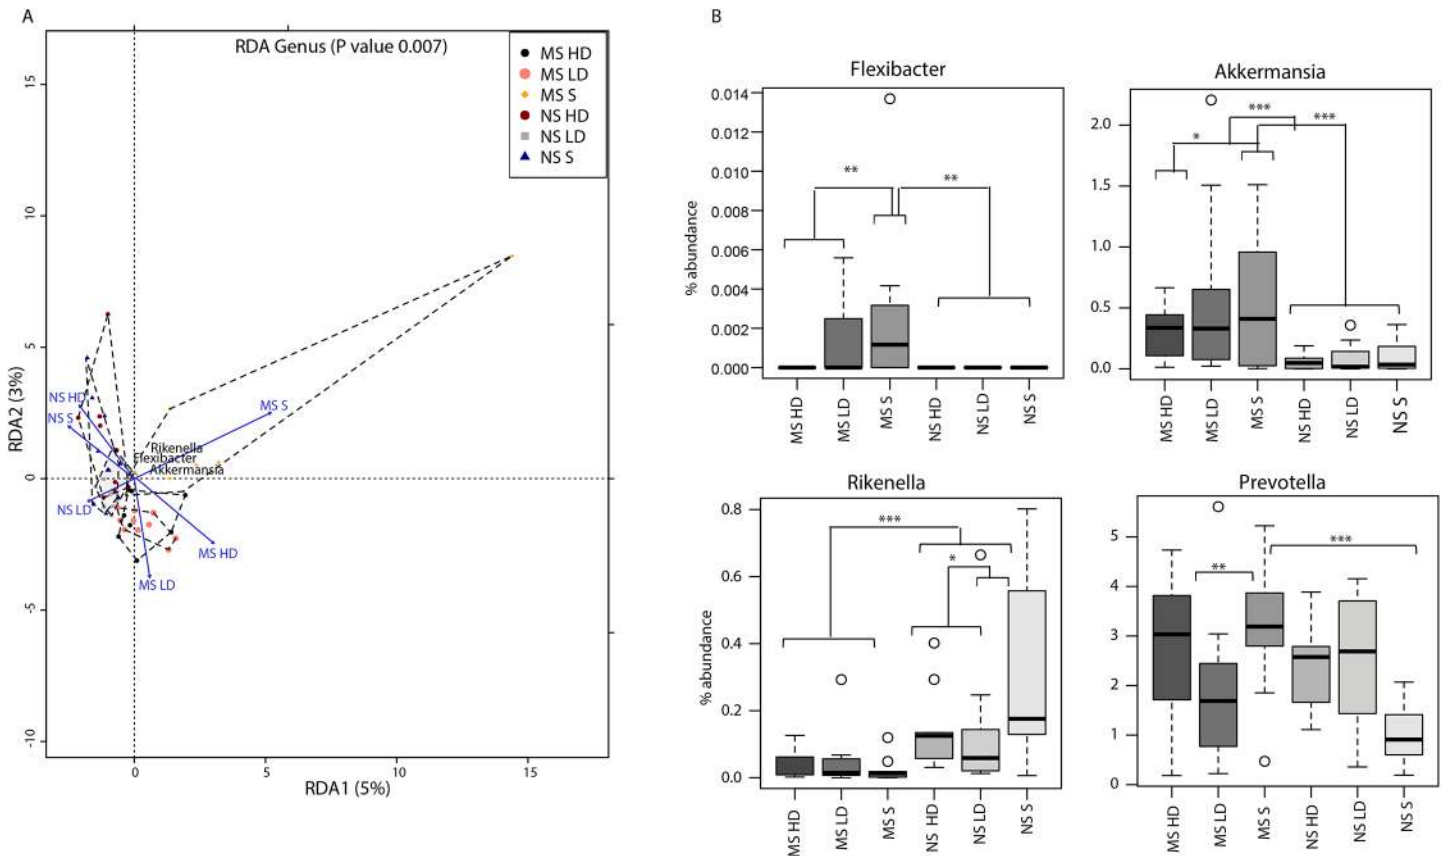 A
RDA Genus (P value 0.007)
MS HD
MS LD
MS S
NS HD
NS LD
NS S
15
10
5
0
-5
-10
RDA2 (3%)
NS HD
NS S
MS S
Rikenella
Flexibacter
Akkermansia
NS LD
MS HD
MS LD
0
5
10
15
RDA1 (5%)
B
Flexibacter
% abundance
0.014
0.012
0.010
0.008
0.006
0.004
0.002
0.000
**
**
MS HD
MS LD
MS S
NS HD
NS LD
NS S
Akkermansia
2.0
1.5
1.0
0.5
0.0
*
***
***
MS HD
MS LD
MS S
NS HD
NS LD
NS S
Rikenella
% abundance
0.8
0.6
0.4
0.2
0.0
***
*
MS HD
MS LD
MS S
NS HD
NS LD
NS S
Prevotella
5
4
3
2
1
0
**
***
MS HD
MS LD
MS S
NS HD
NS LD
NS S